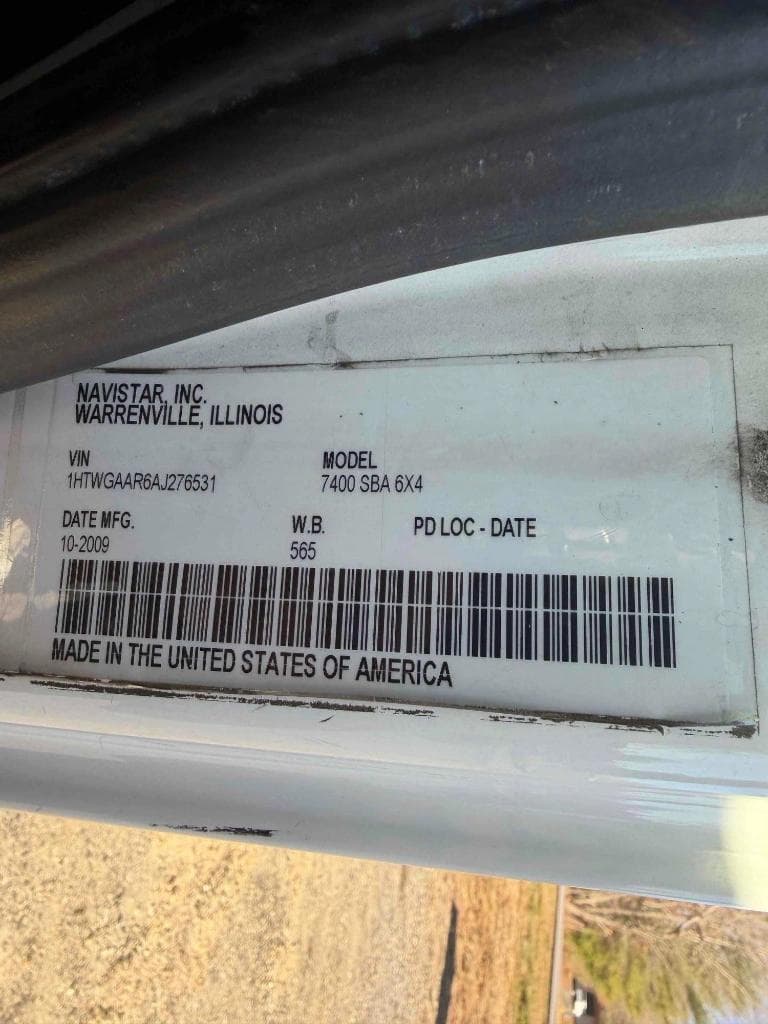 NAVISTAR, INC.
WARRENVILLE, ILLINOIS
VIN MODEL
1HTWGAAR6AJ276531 7400 SBA 6X4
DATE MFG. W.B. PD LOC - DATE
10-2009 565
MADE IN THE UNITED STATES OF AMERICA